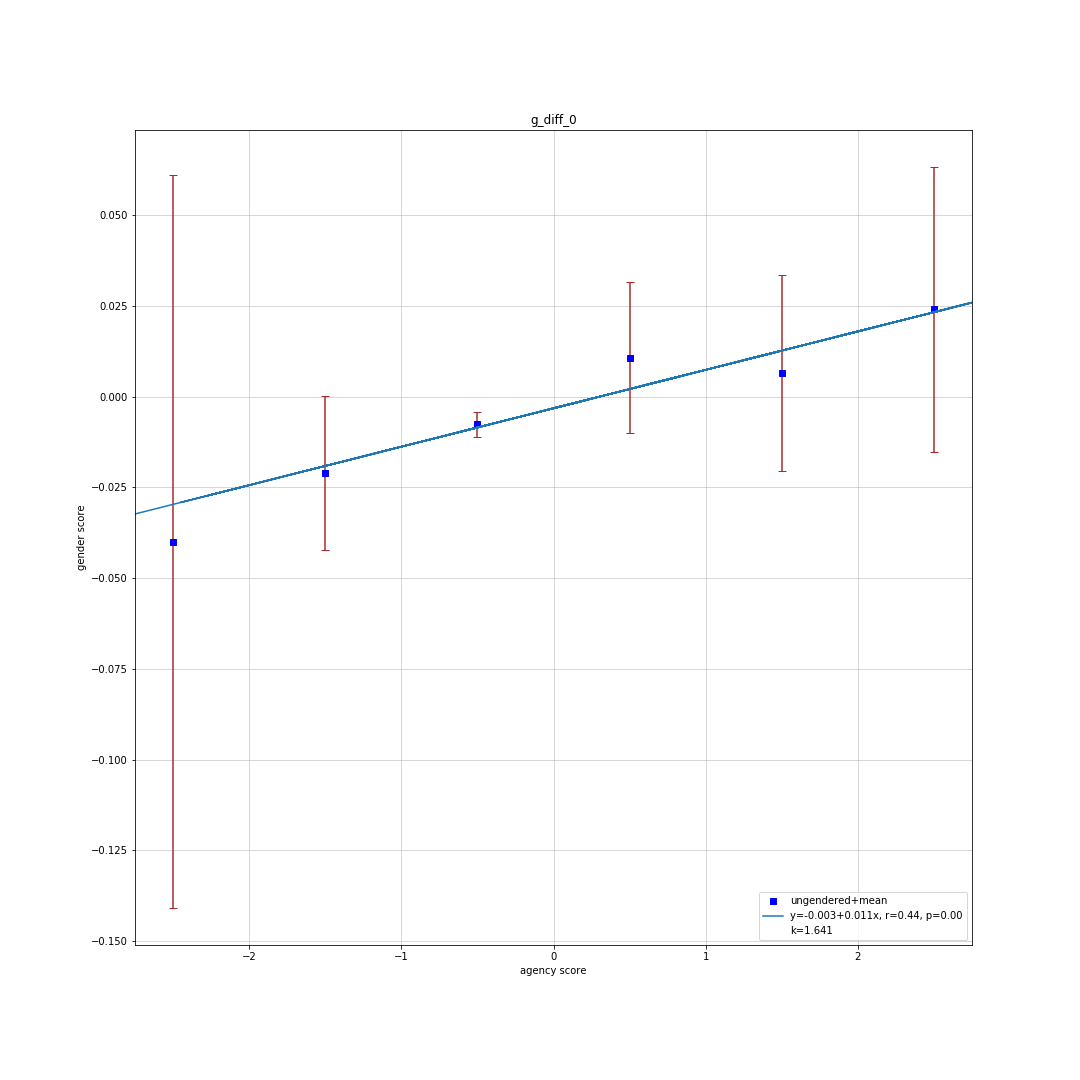 g_diff_0
0.050
0.025
0.000
−0.025
−0.050
−0.075
−0.100
−0.125
−0.150
gender score
−2
−1
0
1
2
agency score
ungendered+mean
y=-0.003+0.011x, r=0.44, p=0.00
k=1.641